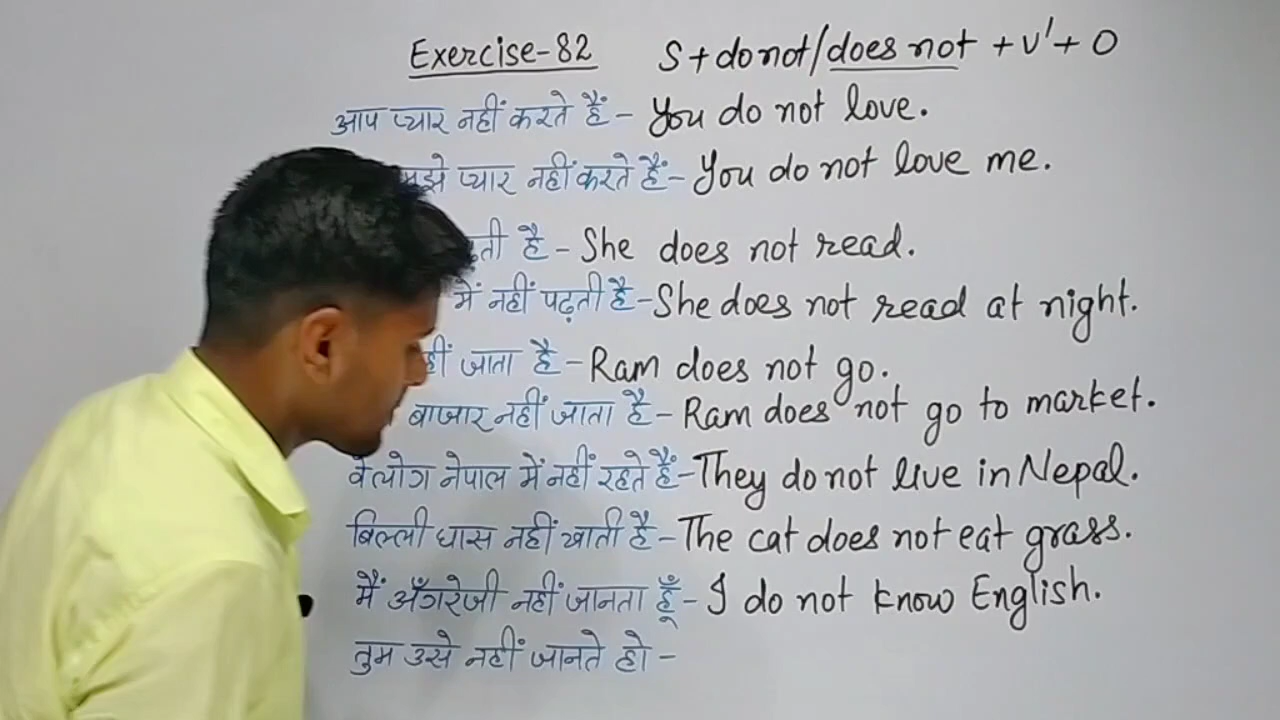 Exercise-82 S+do not/does not +V¹+ O
आप प्यार नहीं करते हैं - You do not love.
मुझे प्यार नहीं करते हैं - You do not love me.
है - She does not read.
में नहीं पढ़ती है - She does not read at night.
जाता है - Ram does not go.
बाजार नहीं जाता है - Ram does not go to market.
वे लोग नेपाल में नहीं रहते हैं - They do not live in Nepal.
बिल्ली घास नहीं खाती है - The cat does not eat grass.
मैं अँगरेजी नहीं जानता हूँ - I do not know English.
तुम उसे नहीं जानते हो -